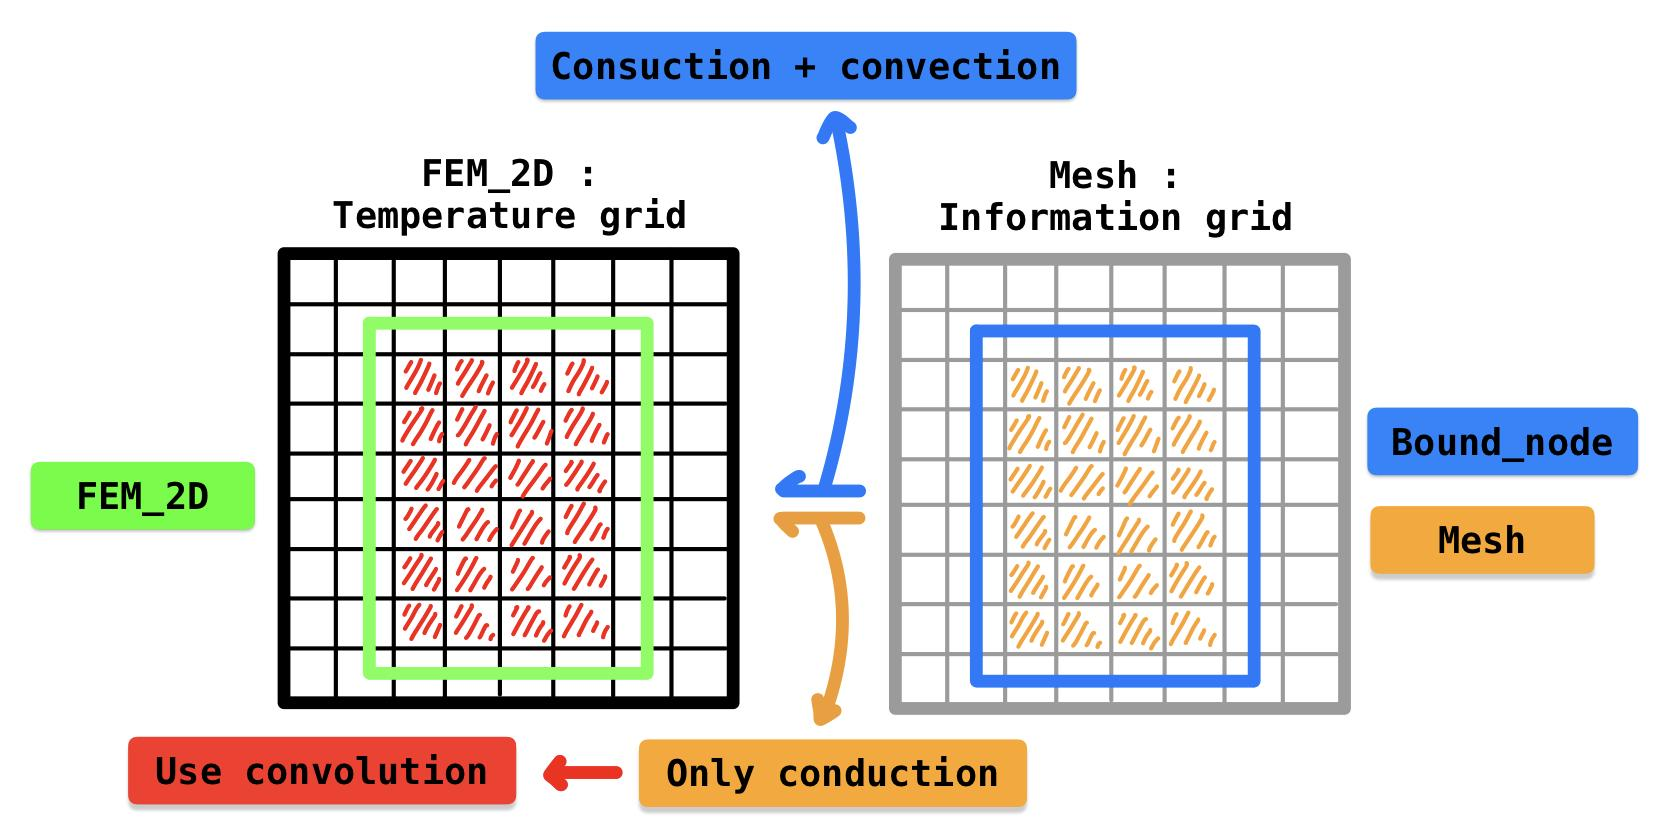 Consuction + convection
FEM_2D :
Temperature grid
Mesh :
Information grid
FEM_2D
Bound_node
Mesh
Use convolution
Only conduction